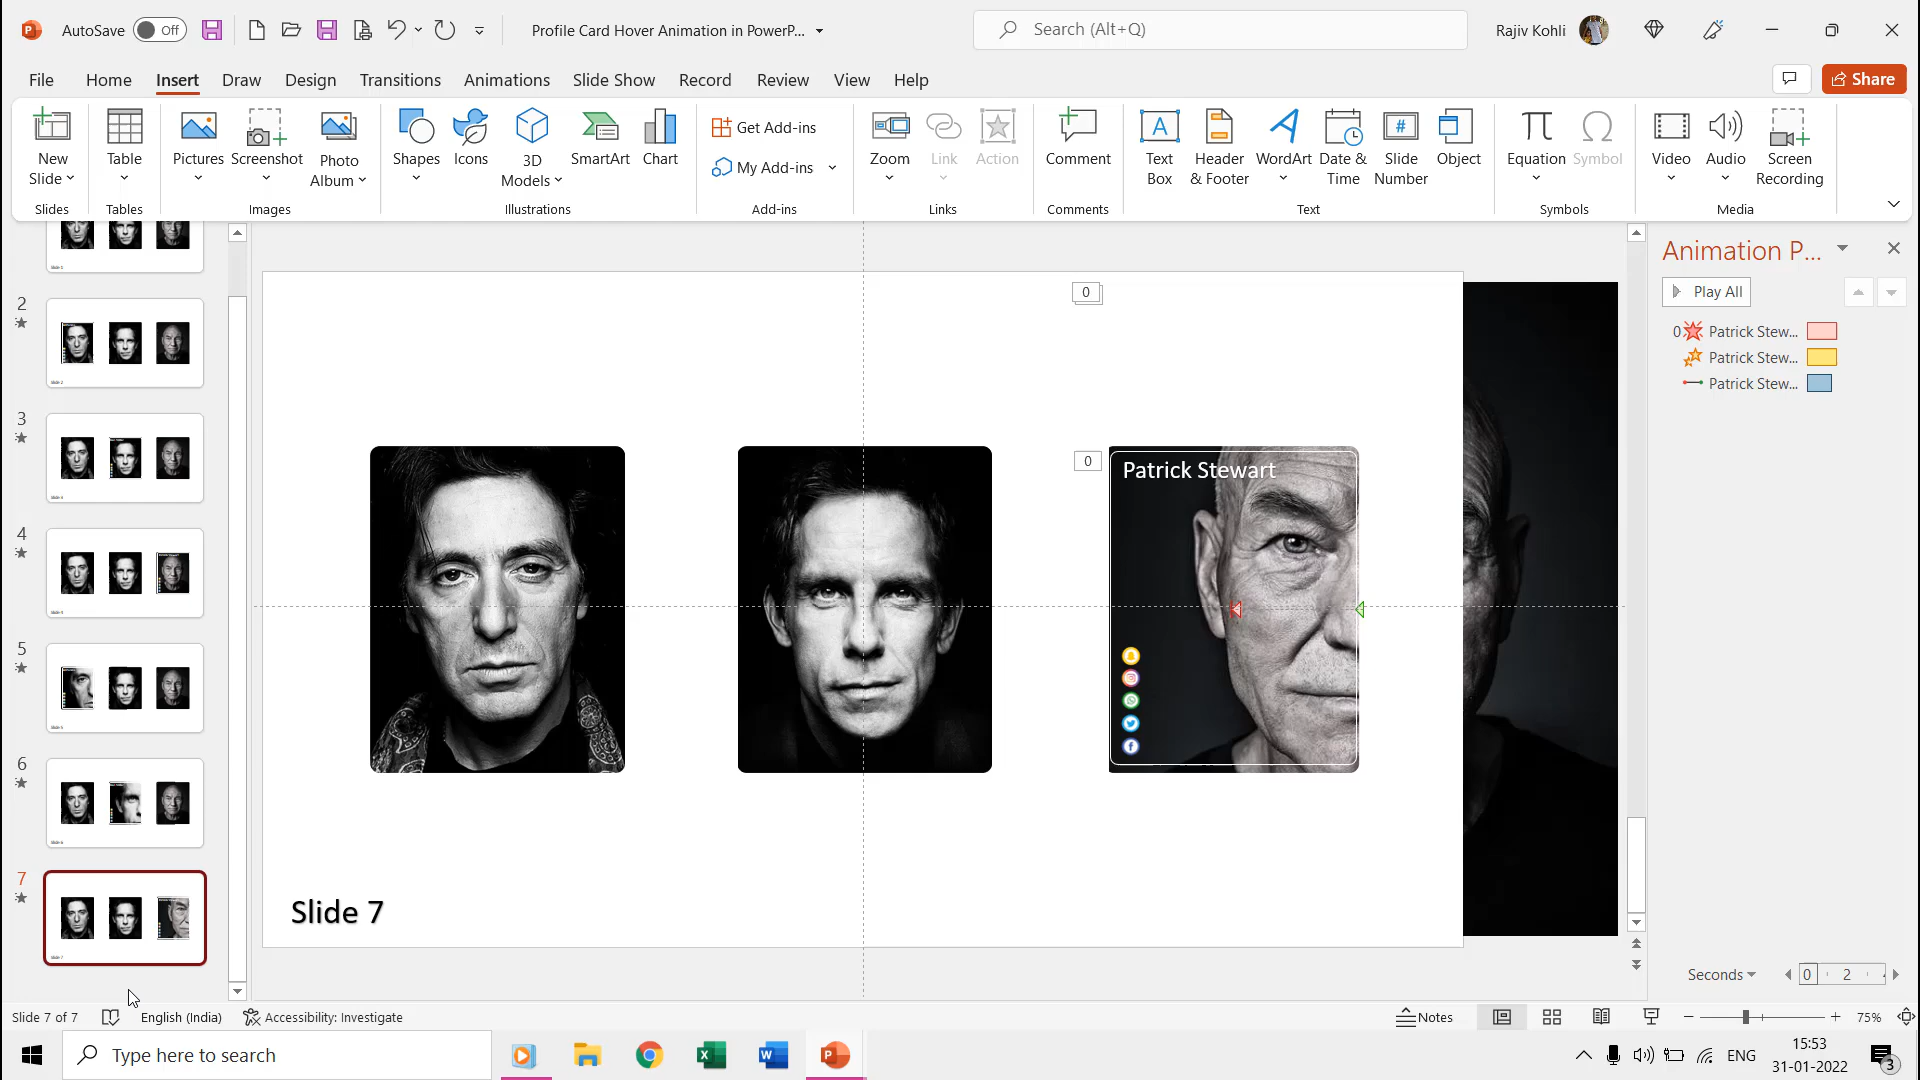 AutoSave Off
Profile Card Hover Animation in PowerP...
Search (Alt+Q)
Rajiv Kohli
File Home Insert Draw Design Transitions Animations Slide Show Record Review View Help
Share
New Slide
Table
Pictures
Screenshot
Photo Album
Shapes
Icons
3D Models
SmartArt
Chart
Get Add-ins
My Add-ins
Zoom
Link
Action
Comment
Text Box
Header & Footer
WordArt
Date & Time
Slide Number
Object
Equation
Symbol
Video
Audio
Screen Recording
Slides Tables Images Illustrations Add-ins Links Comments Text Symbols Media
2
3
4
5
6
7
0
0
Patrick Stewart
Slide 7
Animation P...
Play All
0 Patrick Stew...
Patrick Stew...
Patrick Stew...
Seconds 0 2
Slide 7 of 7 English (India) Accessibility: Investigate
Notes
75%
Type here to search
ENG
15:53
31-01-2022
3